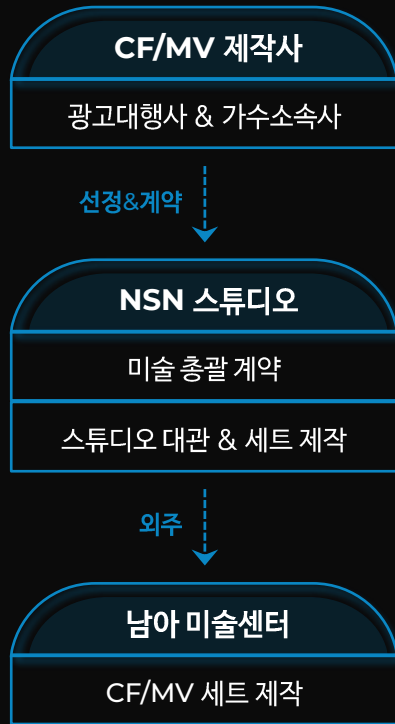 CF/MV 제작사
광고대행사 & 가수소속사
선정&계약
NSN 스튜디오
미술 총괄 계약
스튜디오 대관 & 세트 제작
외주
남아 미술센터
CF/MV 세트 제작